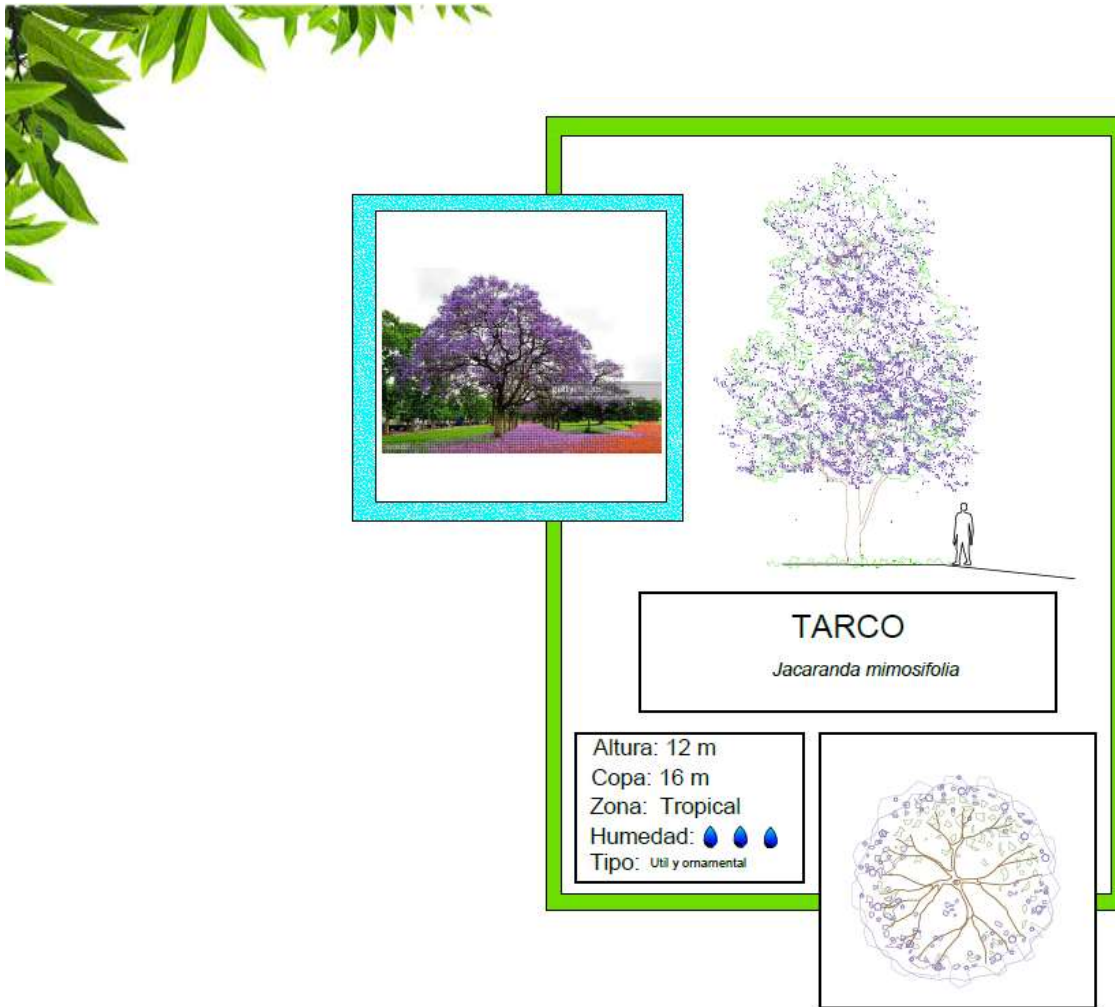 TARCO
Jacaranda mimosifolia
Altura: 12 m
Copa: 16 m
Zona: Tropical
Humedad:
Tipo: Util y ornamental